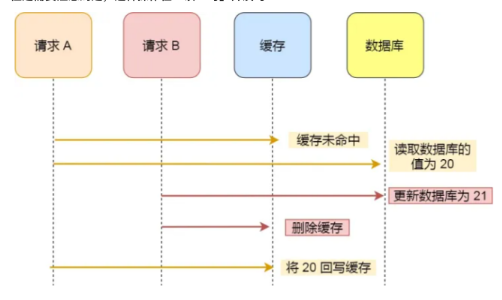 请求 A
请求 B
缓存
数据库
缓存未命中
读取数据库的
值为 20
更新数据库为 21
删除缓存
将 20 回写缓存